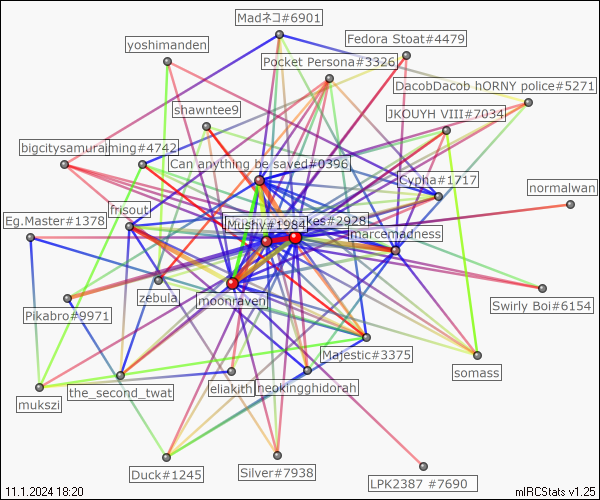 Madネコ#6901
Fedora Stoat#4479
yoshimanden
Pocket Persona#3326
DacobDacob hORNY police#5271
shawntee9
JKOUYH VIII#7034
bigcitysamurai
ming#4742
Can anything be saved#0396
Cypha#1717
normalwan
frisout
Eg.Master#1378
Mushy#1984
kes#2928
marcemadness
zebula
moonraven
Swirly Boi#6154
Pikabro#9971
Majestic#3375
somass
mukszi
the_second_twat
eliakith
neokingghidorah
Duck#1245
Silver#7938
LPK2387 #7690
11.1.2024 18:20
mIRCStats v1.25